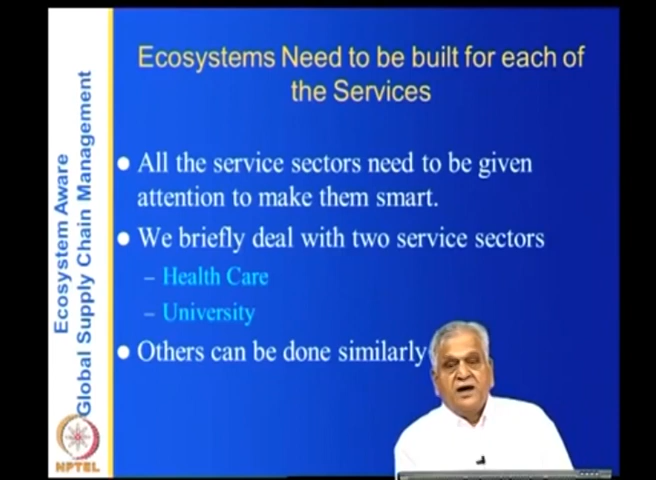 Ecosystems Need to be built for each of
the Services
● All the service sectors need to be given
attention to make them smart.
● We briefly deal with two service sectors
– Health Care
– University
● Others can be done similarly
Ecosystem Aware
Global Supply Chain Management
NPTEL